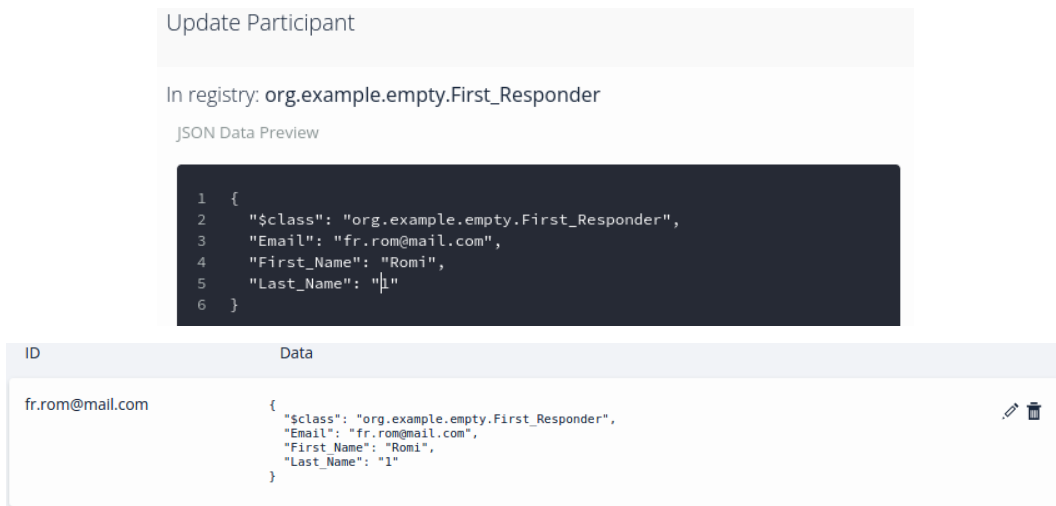 Update Participant
In registry: org.example.empty.First_Responder
JSON Data Preview
1 {
2 "$class": "org.example.empty.First_Responder",
3 "Email": "fr.rom@mail.com",
4 "First_Name": "Romi",
5 "Last_Name": "1"
6 }
ID Data
fr.rom@mail.com {
"$class": "org.example.empty.First_Responder",
"Email": "fr.rom@mail.com",
"First_Name": "Romi",
"Last_Name": "1"
}